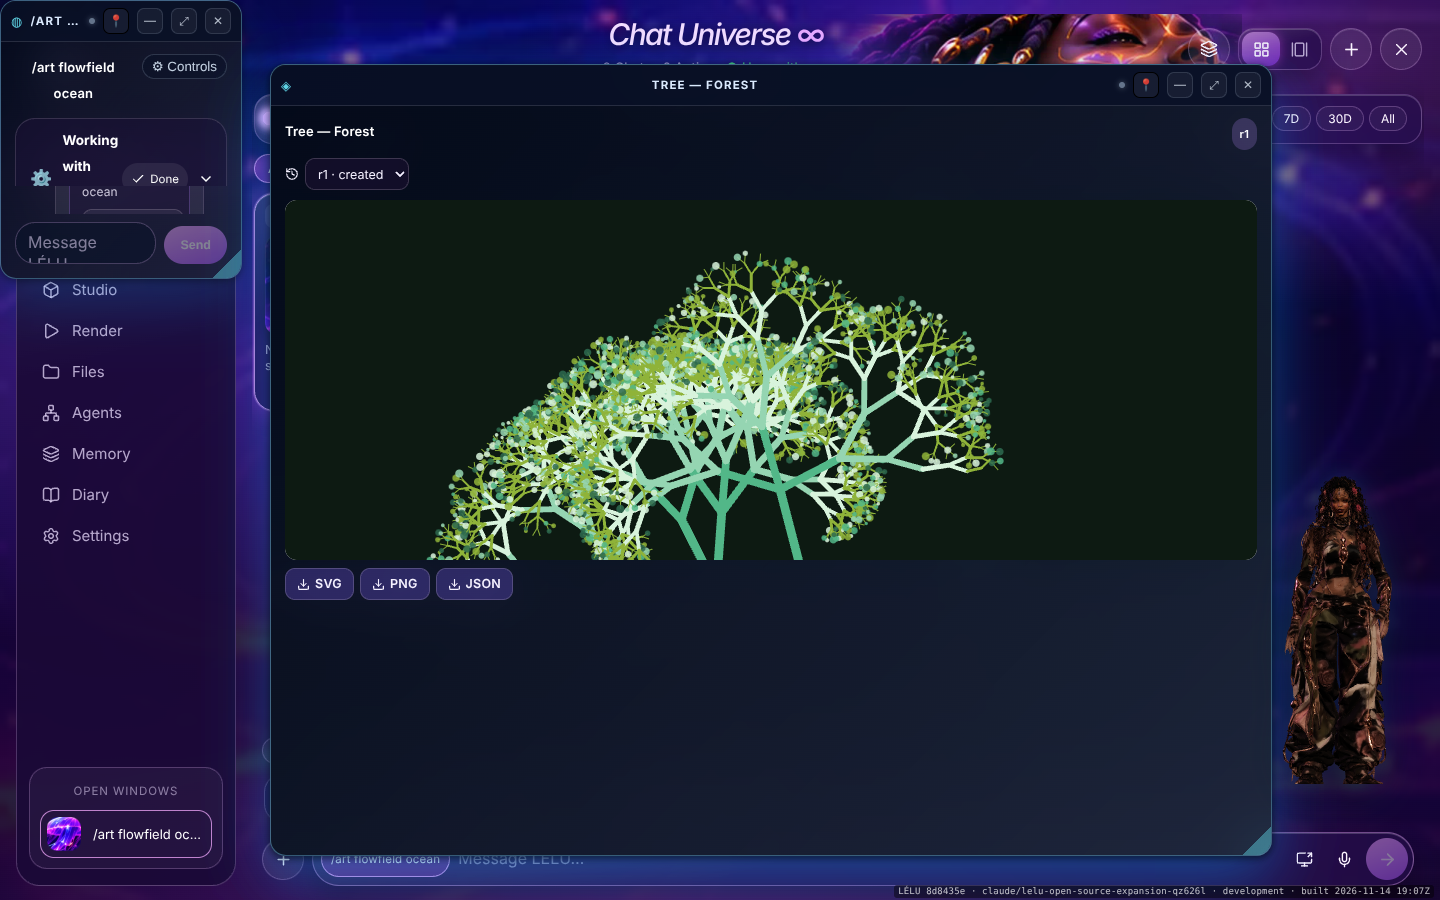 /ART ...
/art flowfield
ocean
Controls
Working
with
Done
ocean
Message
Send
Chat Universe ∞
7D
30D
All
TREE — FOREST
Tree — Forest
r1
r1 · created
SVG
PNG
JSON
Studio
Render
Files
Agents
Memory
Diary
Settings
OPEN WINDOWS
/art flowfield oc...
/art flowfield ocean
Message LÉLU...
LÉLU 8d8435e · claude/lelu-open-source-expansion-qz626l · development · built 2026-11-14 19:07Z